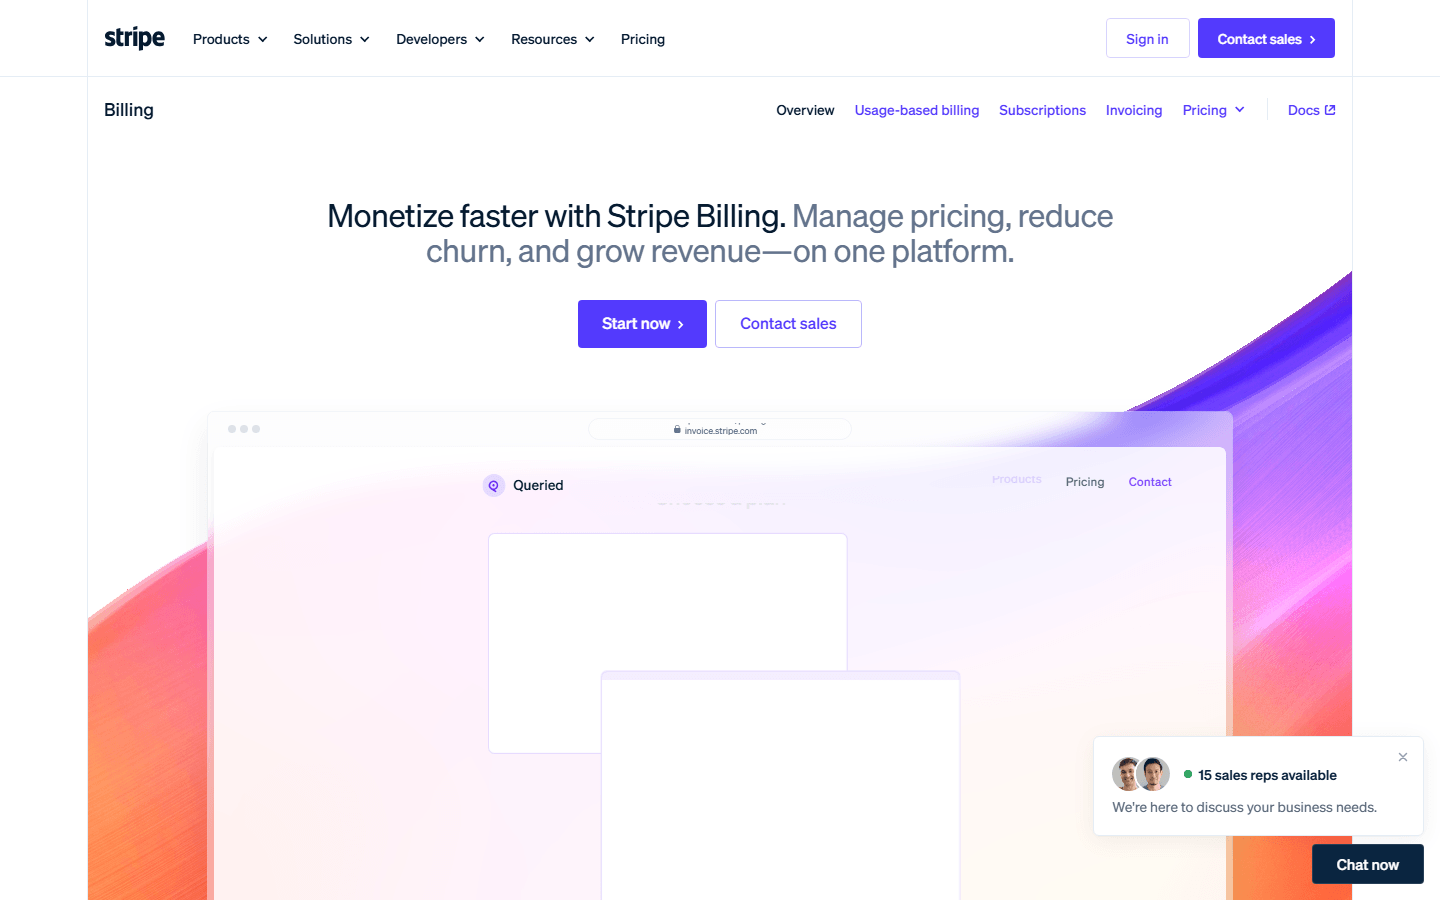 stripe
Products
Solutions
Developers
Resources
Pricing
Sign in
Contact sales
Billing
Overview
Usage-based billing
Subscriptions
Invoicing
Pricing
Docs
Monetize faster with Stripe Billing. Manage pricing, reduce
churn, and grow revenue—on one platform.
Start now
Contact sales
invoice.stripe.com
Queried
Products
Pricing
Contact
15 sales reps available
We're here to discuss your business needs.
Chat now